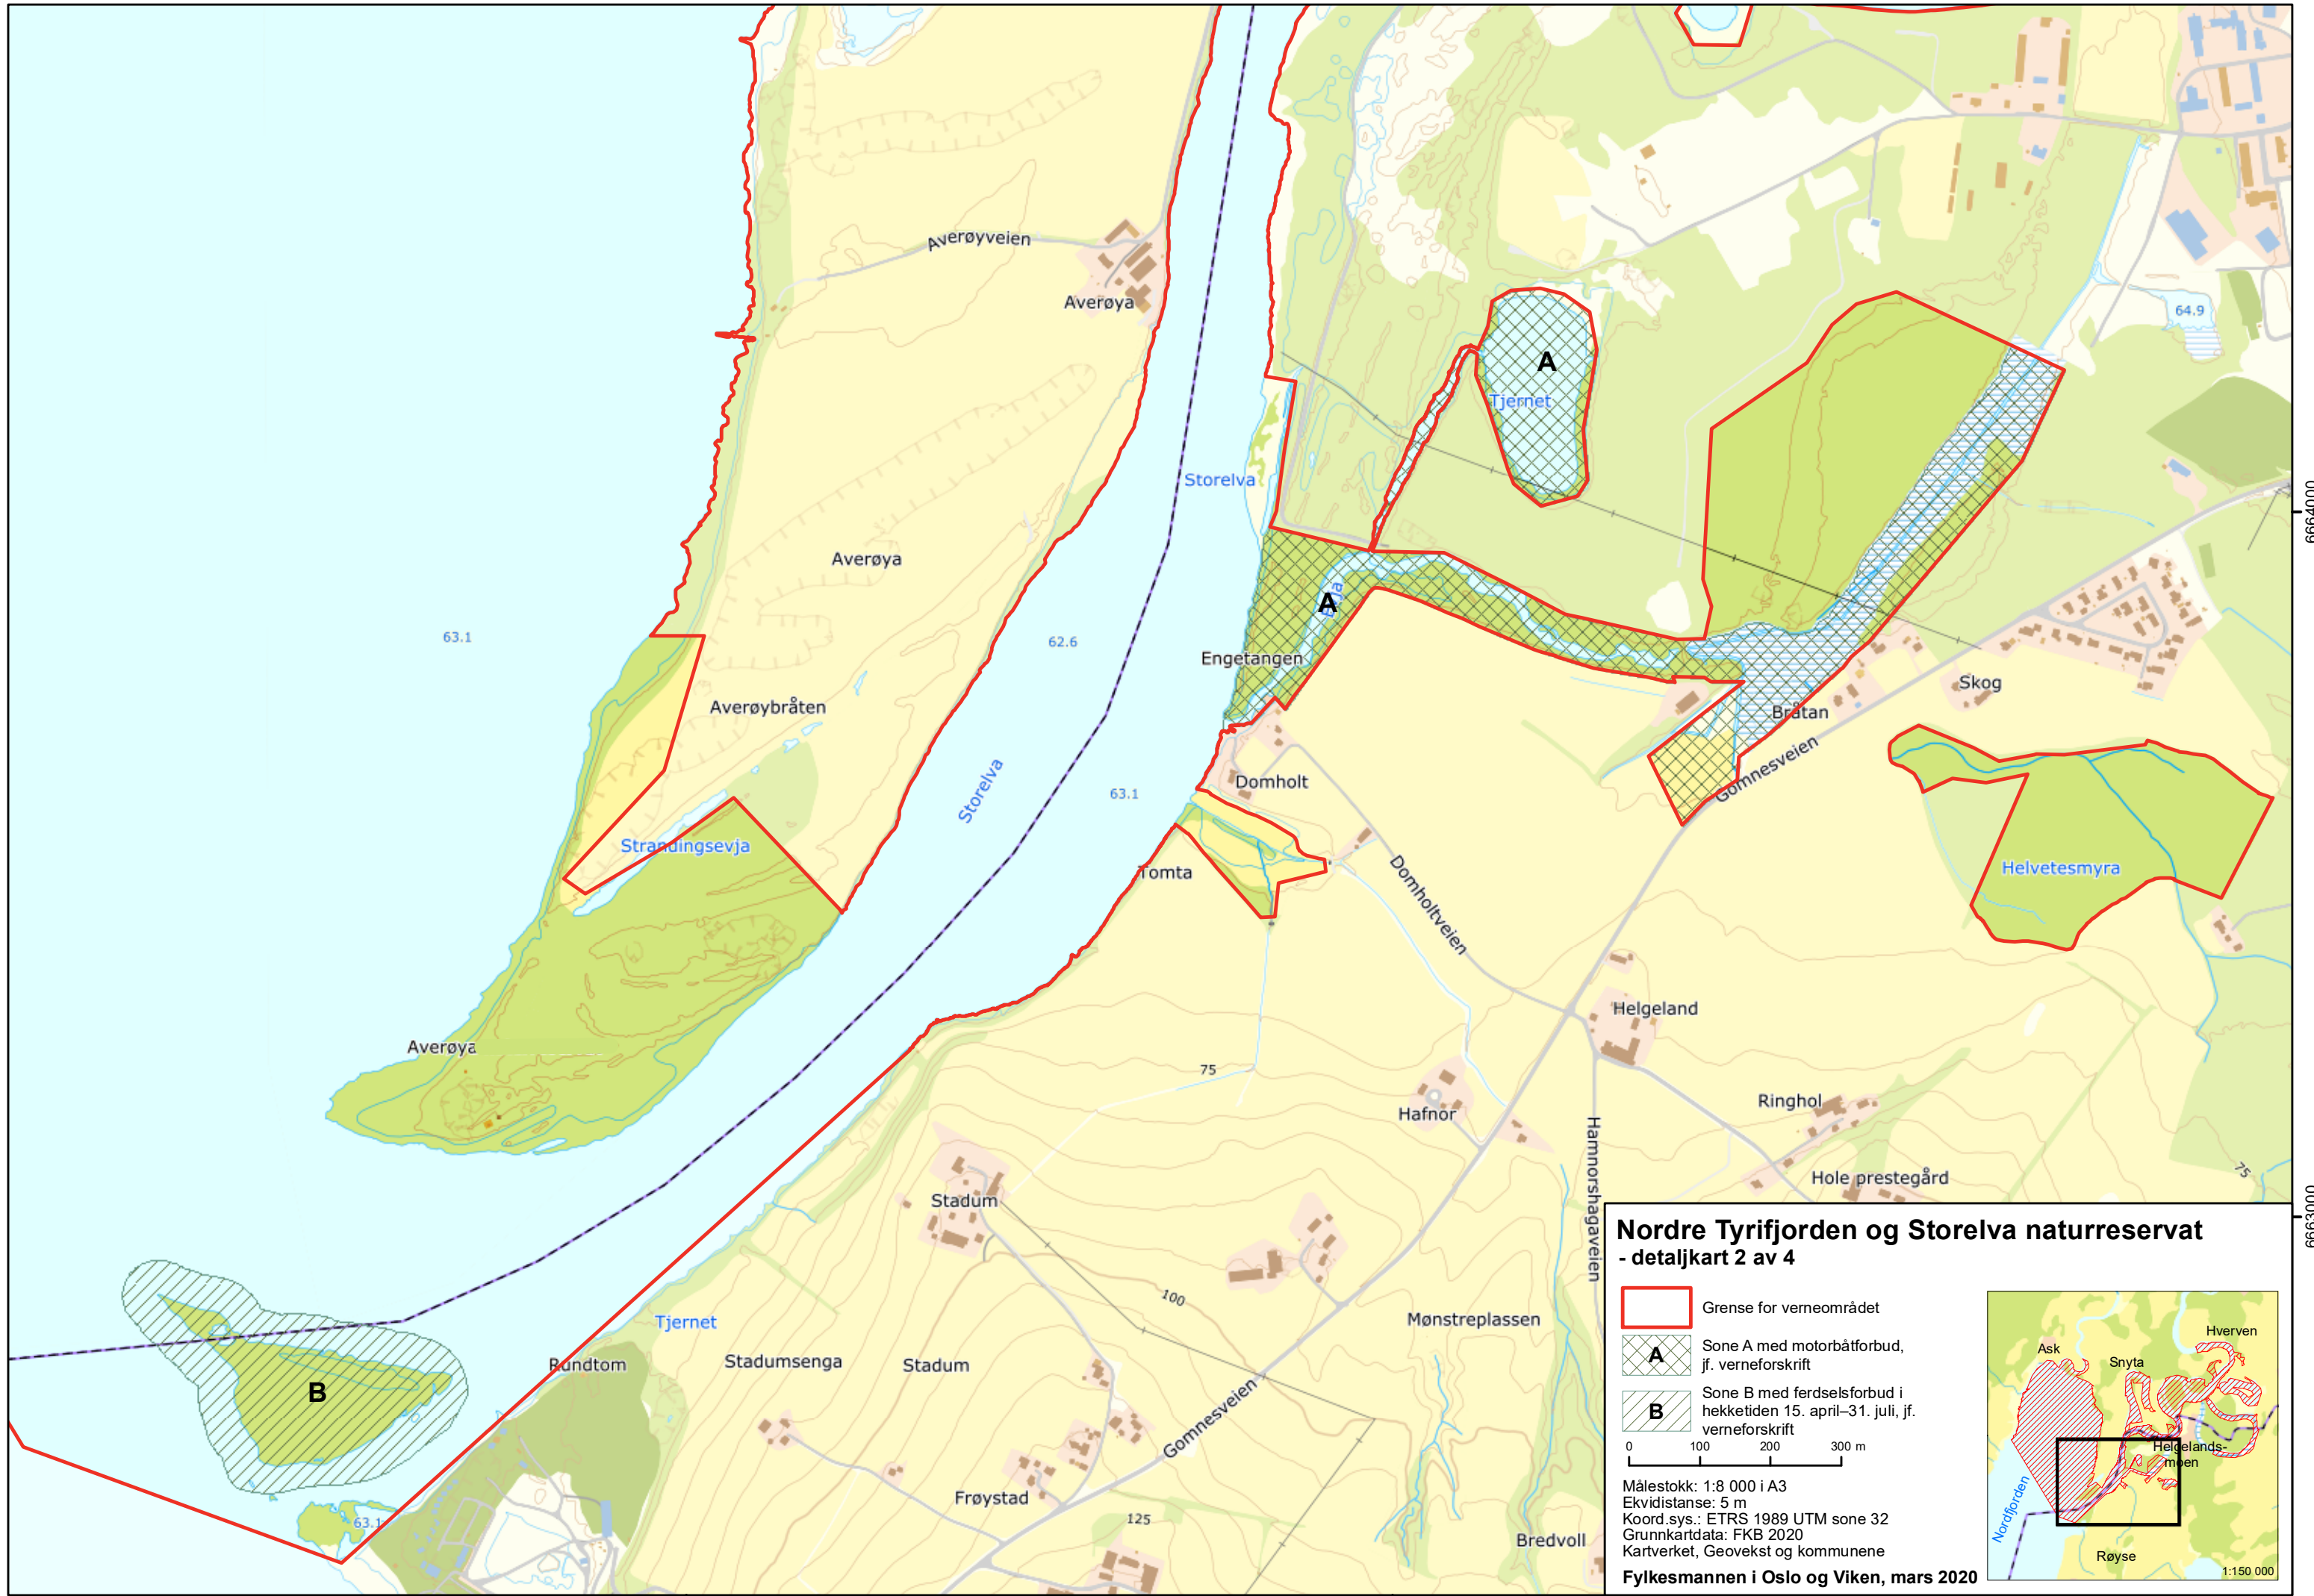 Averøyveien
Averøya
64.9
A
Tjernet
Storelva
6664000
Averøya
A
63.1
62.6
Engetangen
Skog
Averøybråten
Bråtan
Gomnesveien
Storelva
63.1
Domholt
Strandingsevja
Tomta
Domholtveien
Helvetesmyra
Helgeland
Averøya
75
Hafnor
Ringhol
Hamnorshagaveien
Hole prestegård
75
Stadum
6663000
100
Tjernet
Mønstreplassen
Rundtom
Stadumsenga
Stadum
B
Gomnesveien
Frøystad
63.1
125
Bredvoll
Nordre Tyrifjorden og Storelva naturreservat
- detaljkart 2 av 4
Grense for verneområdet
A
Sone A med motorbåtforbud,
jf. verneforskrift
B
Sone B med ferdselsforbud i
hekketiden 15. april–31. juli, jf.
verneforskrift
0 100 200 300 m
Målestokk: 1:8 000 i A3
Ekvidistanse: 5 m
Koord.sys.: ETRS 1989 UTM sone 32
Grunnkartdata: FKB 2020
Kartverket, Geovekst og kommunene
Fylkesmannen i Oslo og Viken, mars 2020
Hverven
Ask
Snyta
Helgelands-
moen
Nordfjorden
Røyse
1:150 000